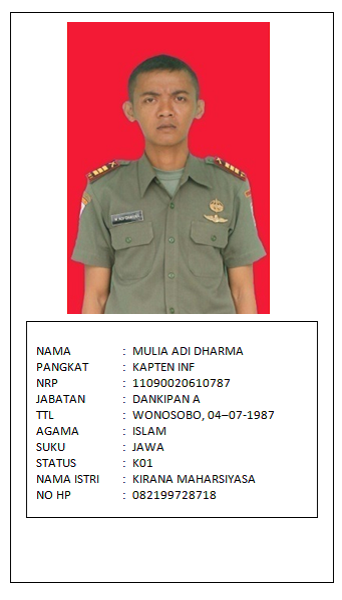 NAMA : MULIA ADI DHARMA
PANGKAT : KAPTEN INF
NRP : 11090020610787
JABATAN : DANKIPAN A
TTL : WONOSOBO, 04–07-1987
AGAMA : ISLAM
SUKU : JAWA
STATUS : K01
NAMA ISTRI : KIRANA MAHARSIYASA
NO HP : 082199728718